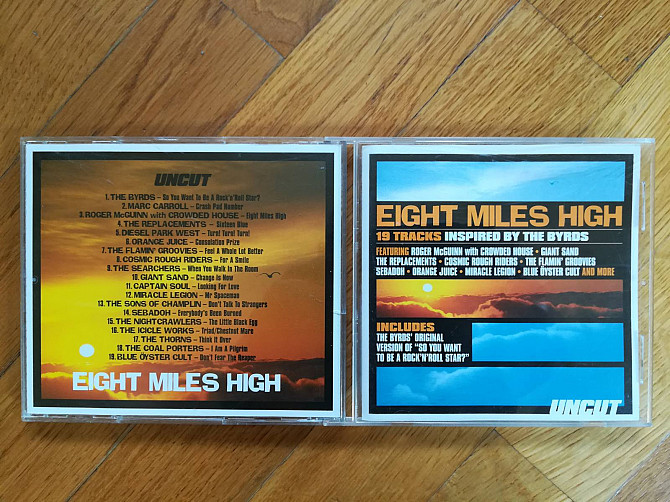 UNCUT
1. THE BYRDS – So You Want To Be A Rock'n'Roll Star?
2. MARC CARROLL – Crash Pad Number
3. ROGER McGUINN with CROWDED HOUSE – Eight Miles High
4. THE REPLACEMENTS – Sixteen Blue
5. DIESEL PARK WEST – Turn! Turn! Turn!
6. ORANGE JUICE – Consolation Prize
7. THE FLAMIN' GROOVIES – Feel A Whole Lot Better
8. COSMIC ROUGH RIDERS – For A Smile
9. THE SEARCHERS – When You Walk In The Room
10. GIANT SAND – Change is Now
11. CAPTAIN SOUL – Looking For Love
12. MIRACLE LEGION – Mr Spaceman
13. THE SONS OF CHAMPLIN – Don't Talk To Strangers
14. SEBADOH – Everybody's Been Burned
15. THE NIGHTCRAWLERS – The Little Black Egg
16. THE ICICLE WORKS – Triad/Chestnut Mare
17. THE THORNS – Think It Over
18. THE COAL PORTERS – I Am A Pilgrim
19. BLUE ÖYSTER CULT – Don't Fear The Reaper
EIGHT MILES HIGH
EIGHT MILES HIGH
19 TRACKS INSPIRED BY THE BYRDS
FEATURING ROGER McGUINN with CROWDED HOUSE • GIANT SAND
THE REPLACEMENTS • COSMIC ROUGH RIDERS • THE FLAMIN' GROOVIES
SEBADOH • ORANGE JUICE • MIRACLE LEGION • BLUE ÖYSTER CULT AND MORE
INCLUDES
THE BYRDS' ORIGINAL
VERSION OF "SO YOU WANT
TO BE A ROCK'N'ROLL STAR?"
UNCUT